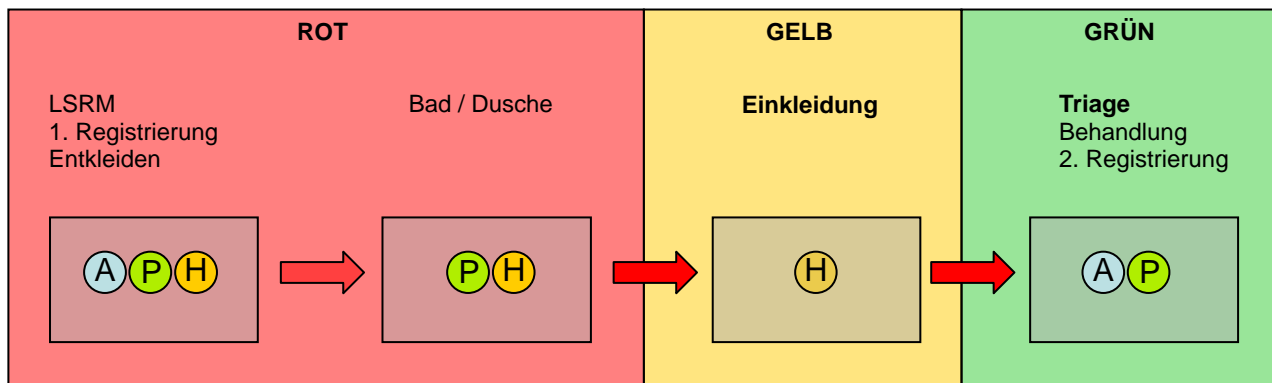 ROT
GELB
GRÜN
LSRM
1. Registrierung
Entkleiden
Bad / Dusche
Einkleidung
Triage
Behandlung
2. Registrierung
A P H
P H
H
A P